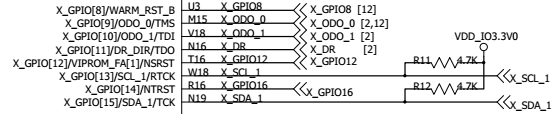 X_GPIO[8]/WARM_RST_B U3 X_GPIO8 X_GPIO8 [12]
X_GPIO[9]/ODO_0/TMS M15 X_ODO_0 X_ODO_0 [2,12]
X_GPIO[10]/ODO_1/TDI V18 X_ODO_1 X_ODO_1 [2]
X_GPIO[11]/DR_DIR/TDO N16 X_DR X_DR [2]
X_GPIO[12]/VIPROM_FA[1]/NSRST T16 X_GPIO12 X_GPIO12
VDD_IO3.3V0
X_GPIO[13]/SCL_1/RTCK W18 X_SCL_1 R11 4.7K X_SCL_1
X_GPIO[14]/NTRST R16 X_GPIO16 X_GPIO16
X_GPIO[15]/SDA_1/TCK N19 X_SDA_1 R12 4.7K X_SDA_1